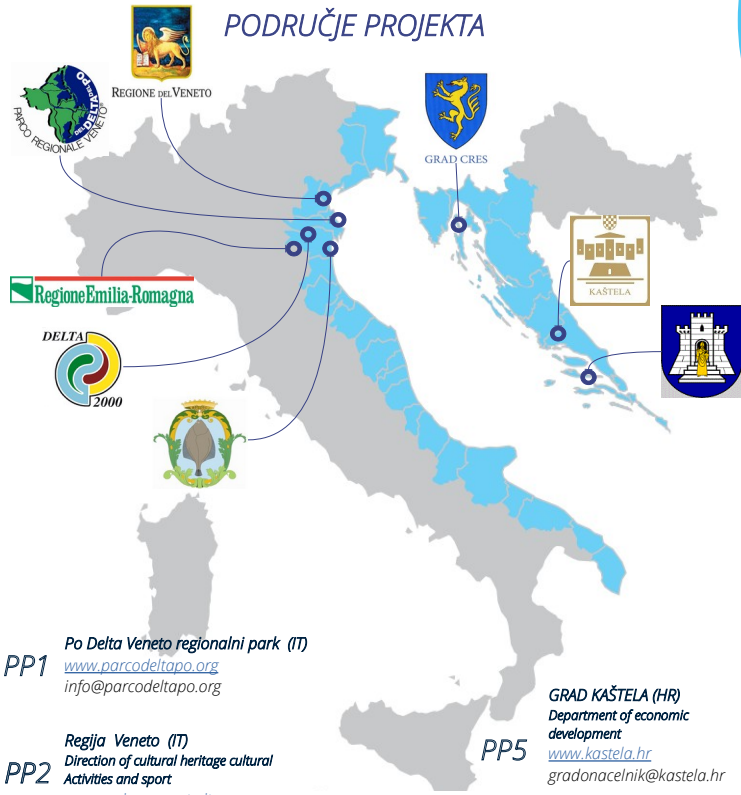 PODRUČJE PROJEKTA
REGIONE DEL VENETO
PARCO REGIONALE VENETO
DEL DELTA DEL PO
GRAD CRES
KAŠTELA
RegioneEmilia-Romagna
DELTA
2000
PP1
Po Delta Veneto regionalni park (IT)
www.parcodeltapo.org
info@parcodeltapo.org
PP2
Regija Veneto (IT)
Direction of cultural heritage cultural
Activities and sport
PP5
GRAD KAŠTELA (HR)
Department of economic
development
www.kastela.hr
gradonacelnik@kastela.hr